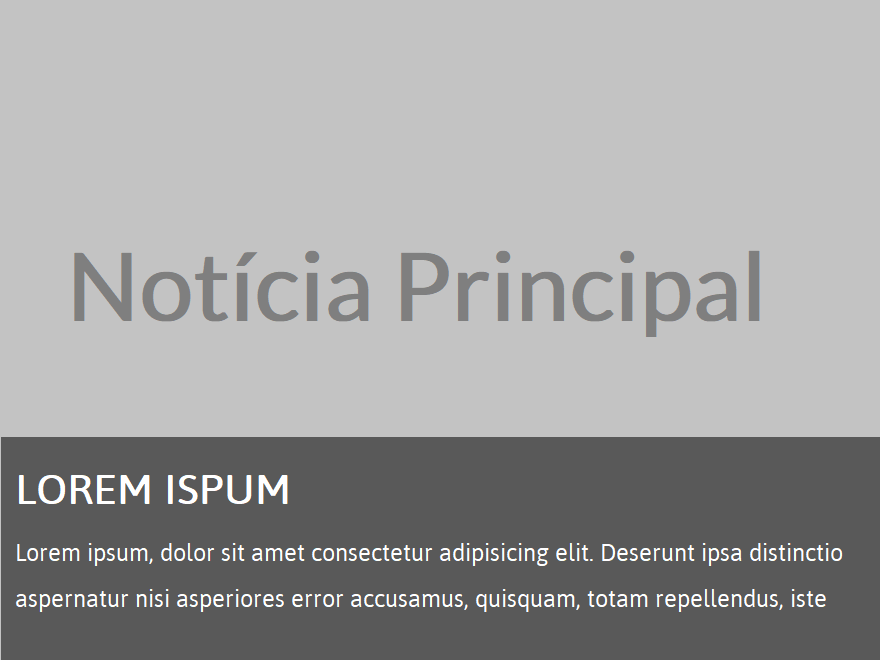 Notícia Principal
LOREM ISPUM
Lorem ipsum, dolor sit amet consectetur adipisicing elit. Deserunt ipsa distinctio
aspernatur nisi asperiores error accusamus, quisquam, totam repellendus, iste